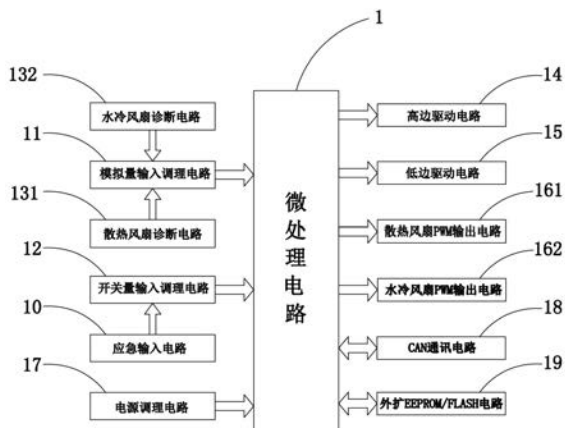 1
132
水冷风扇诊断电路
11
模拟量输入调理电路
131
散热风扇诊断电路
12
开关量输入调理电路
10
应急输入电路
17
电源调理电路
微处理电路
14
高边驱动电路
15
低边驱动电路
161
散热风扇PWM输出电路
162
水冷风扇PWM输出电路
18
CAN通讯电路
19
外扩EEPROM/FLASH电路